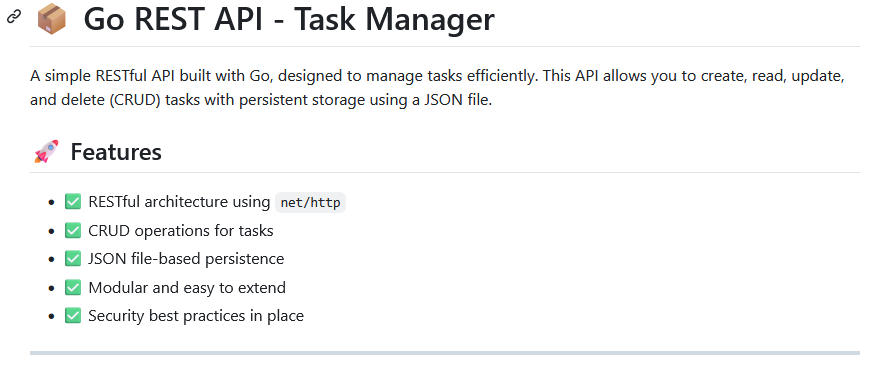 Go REST API - Task Manager
A simple RESTful API built with Go, designed to manage tasks efficiently. This API allows you to create, read, update,
and delete (CRUD) tasks with persistent storage using a JSON file.
Features
RESTful architecture using net/http
CRUD operations for tasks
JSON file-based persistence
Modular and easy to extend
Security best practices in place